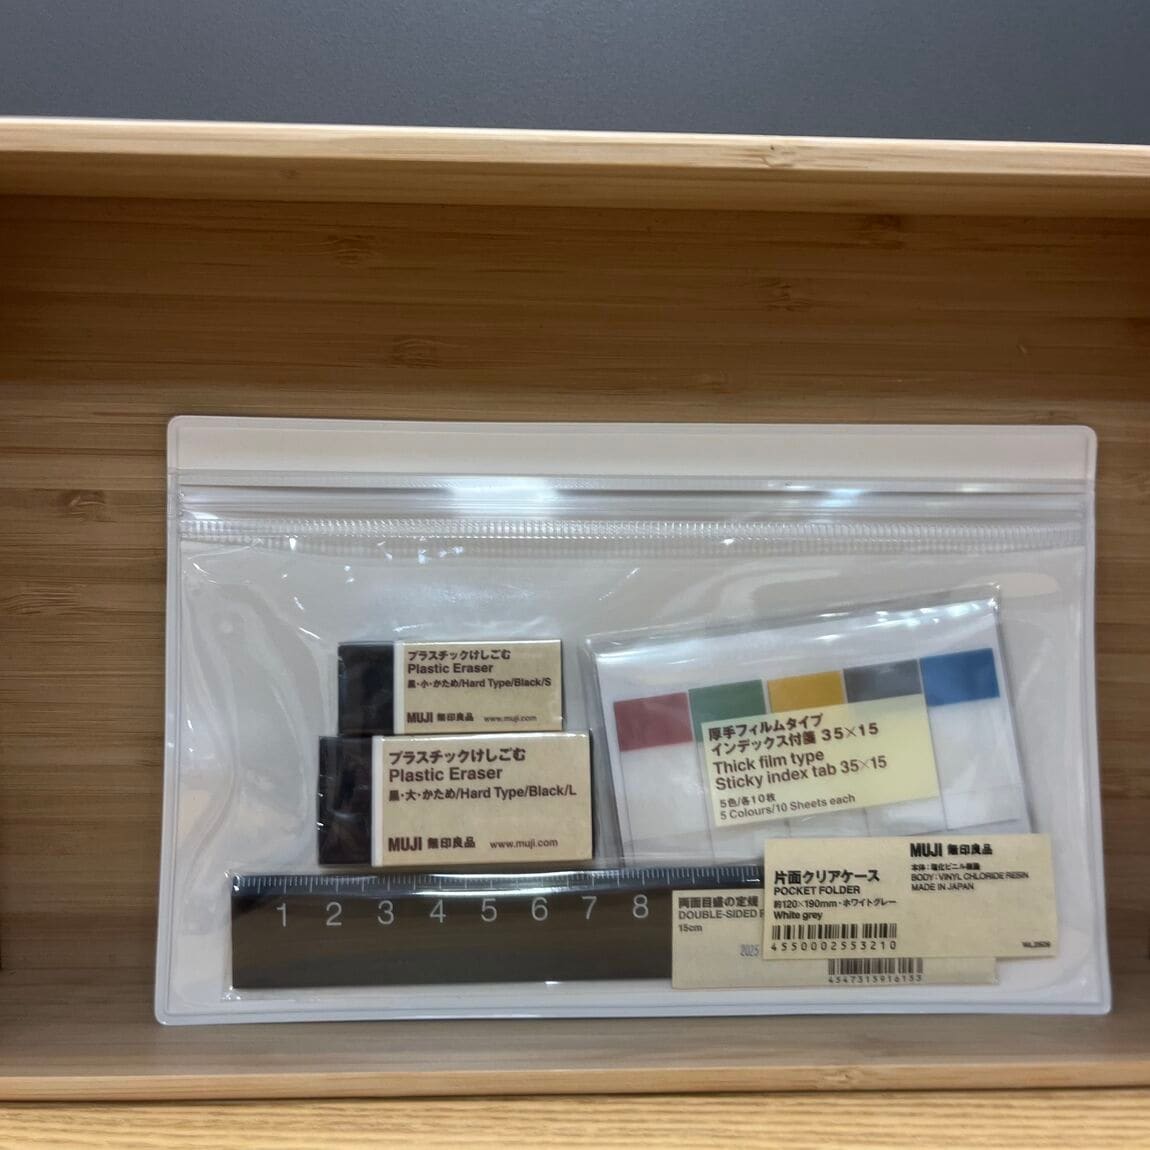 プラスチックけしごむ
Plastic Eraser
黒・小・かため/Hard Type/Black/S
MUJI 無印良品 www.muji.com
プラスチックけしごむ
Plastic Eraser
黒・大・かため/Hard Type/Black/L
MUJI 無印良品 www.muji.com
厚手フィルムタイプ
インデックス付箋 35×15
Thick film type
Sticky index tab 35×15
5色/各10枚
5 Colours/10 Sheets each
1 2 3 4 5 6 7 8
両面目盛の定規
DOUBLE-SIDED
15cm
2025
4547315916153
MUJI 無印良品
片面クリアケース
POCKET FOLDER
約120×190mm・ホワイトグレー
White grey
4550002553210
本体:塩化ビニル樹脂
BODY:VINYL CHLORIDE RESIN
MADE IN JAPAN